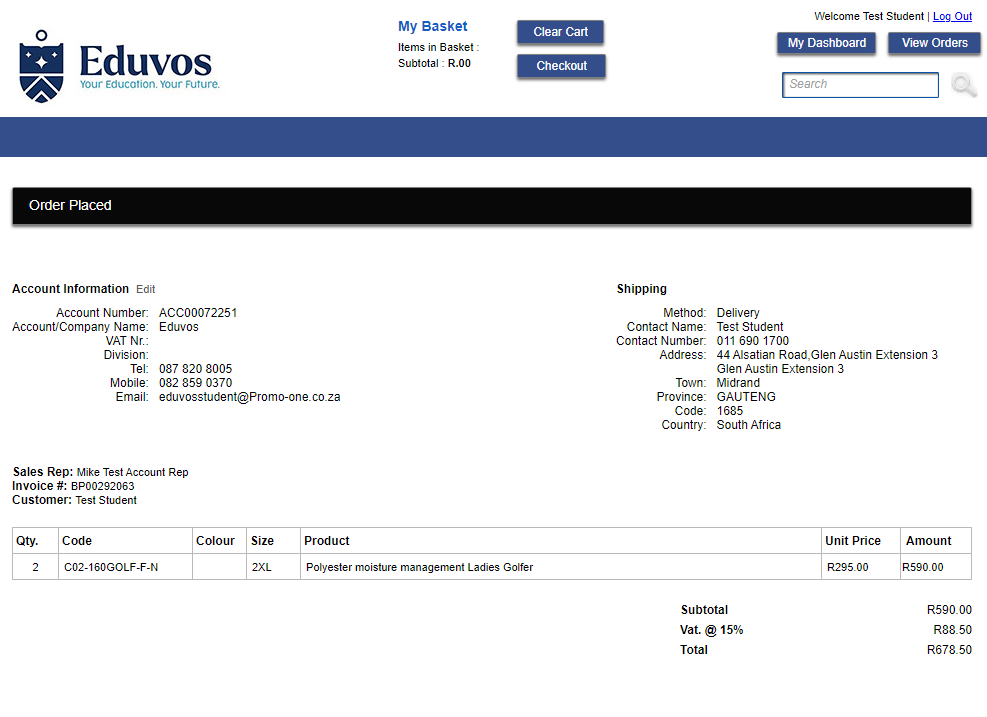 Eduvos
Your Education. Your Future.
My Basket
Items in Basket :
Subtotal : R.00
Clear Cart
Checkout
Welcome Test Student | Log Out
My Dashboard
View Orders
Search
Order Placed
Account Information Edit
Account Number: ACC00072251
Account/Company Name: Eduvos
VAT Nr.:
Division:
Tel: 087 820 8005
Mobile: 082 859 0370
Email: eduvosstudent@Promo-one.co.za
Shipping
Method: Delivery
Contact Name: Test Student
Contact Number: 011 690 1700
Address: 44 Alsatian Road,Glen Austin Extension 3
Glen Austin Extension 3
Town: Midrand
Province: GAUTENG
Code: 1685
Country: South Africa
Sales Rep: Mike Test Account Rep
Invoice #: BP00292063
Customer: Test Student
Qty. Code Colour Size Product Unit Price Amount
2 C02-160GOLF-F-N 2XL Polyester moisture management Ladies Golfer R295.00 R590.00
Subtotal R590.00
Vat. @ 15% R88.50
Total R678.50